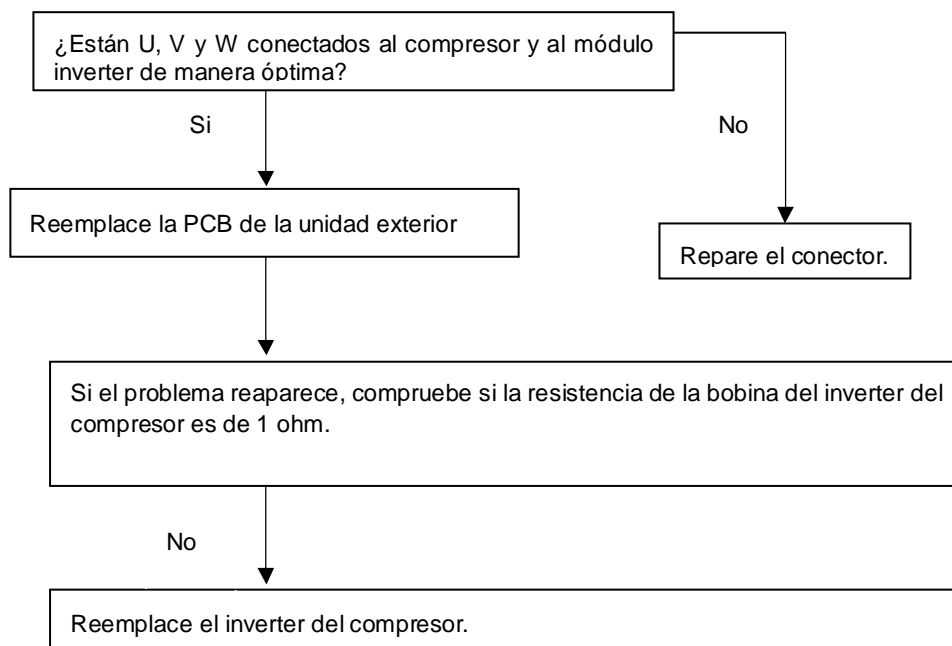 ¿Están U, V y W conectados al compresor y al módulo
inverter de manera óptima?
Si
No
Reemplace la PCB de la unidad exterior
Repare el conector.
Si el problema reaparece, compruebe si la resistencia de la bobina del inverter del
compresor es de 1 ohm.
No
Reemplace el inverter del compresor.